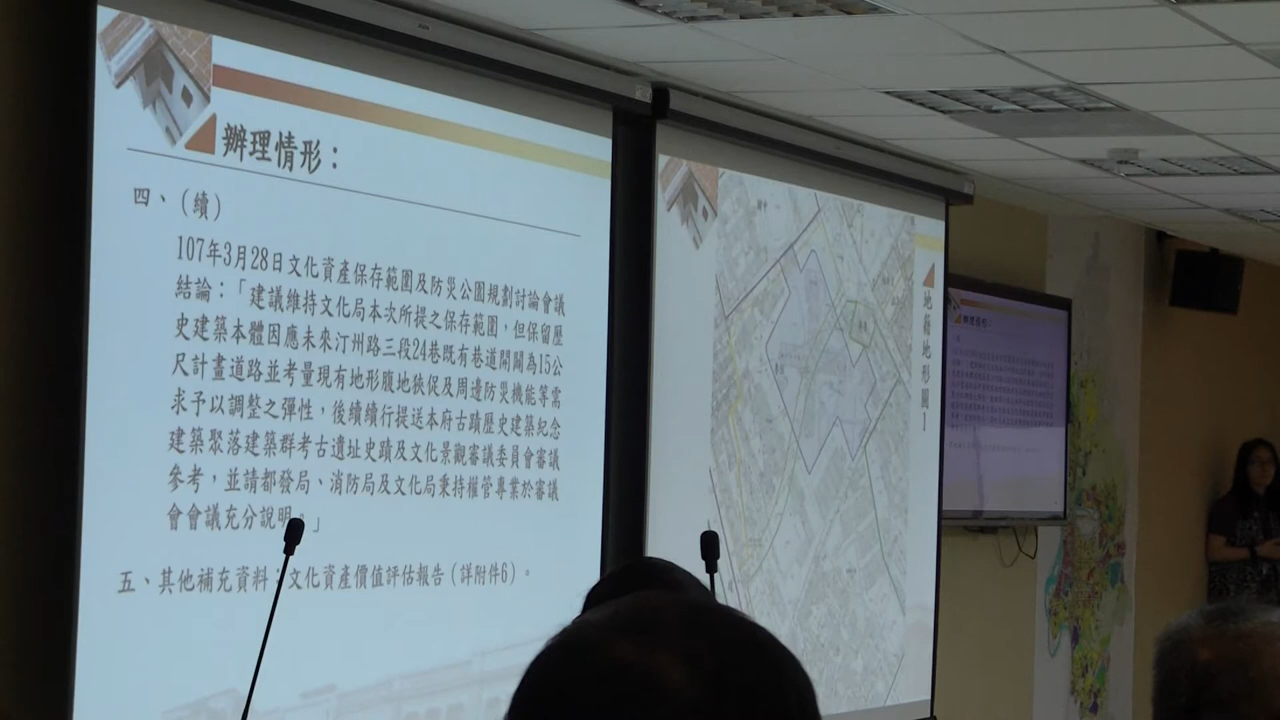 辦理情形：
四、（續）
107年3月28日文化資產保存範圍及防災公園規劃討論會議
結論：「建議維持文化局本次所提之保存範圍，但保留歷
史建築本體因應未來汀州路三段24巷既有巷道開闢為15公
尺計畫道路並考量現有地形腹地狹促及周邊防災機能等需
求予以調整之彈性，後續續行提送本府古蹟歷史建築紀念
建築聚落建築群考古遺址史蹟及文化景觀審議委員會審議
參考，並請都發局、消防局及文化局秉持權管專業於審議
會會議充分說明。」
五、其他補充資料：文化資產價值評估報告（詳附件6）。
地籍地形圖1
辦理情形：